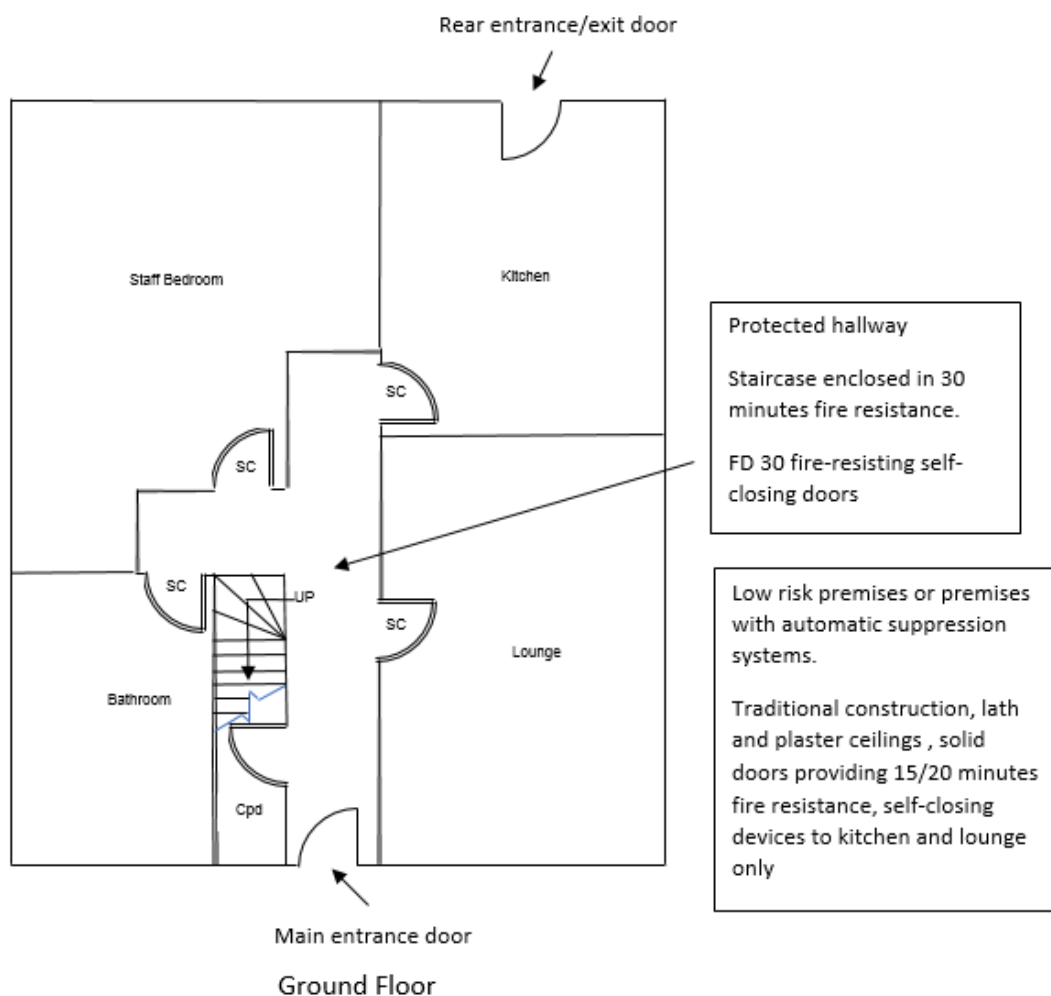 Rear entrance/exit door
Staff Bedroom
Kitchen
SC
SC
SC
UP
SC
Bathroom
Lounge
Cpd
Protected hallway
Staircase enclosed in 30
minutes fire resistance.
FD 30 fire-resisting self-
closing doors
Low risk premises or premises
with automatic suppression
systems.
Traditional construction, lath
and plaster ceilings , solid
doors providing 15/20 minutes
fire resistance, self-closing
devices to kitchen and lounge
only
Main entrance door
Ground Floor